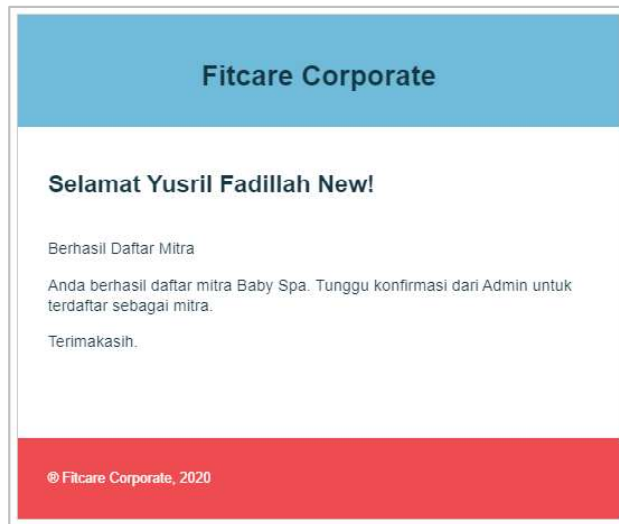 Fitcare Corporate
Selamat Yusril Fadillah New!
Berhasil Daftar Mitra
Anda berhasil daftar mitra Baby Spa. Tunggu konfirmasi dari Admin untuk
terdaftar sebagai mitra.
Terimakasih.
® Fitcare Corporate, 2020